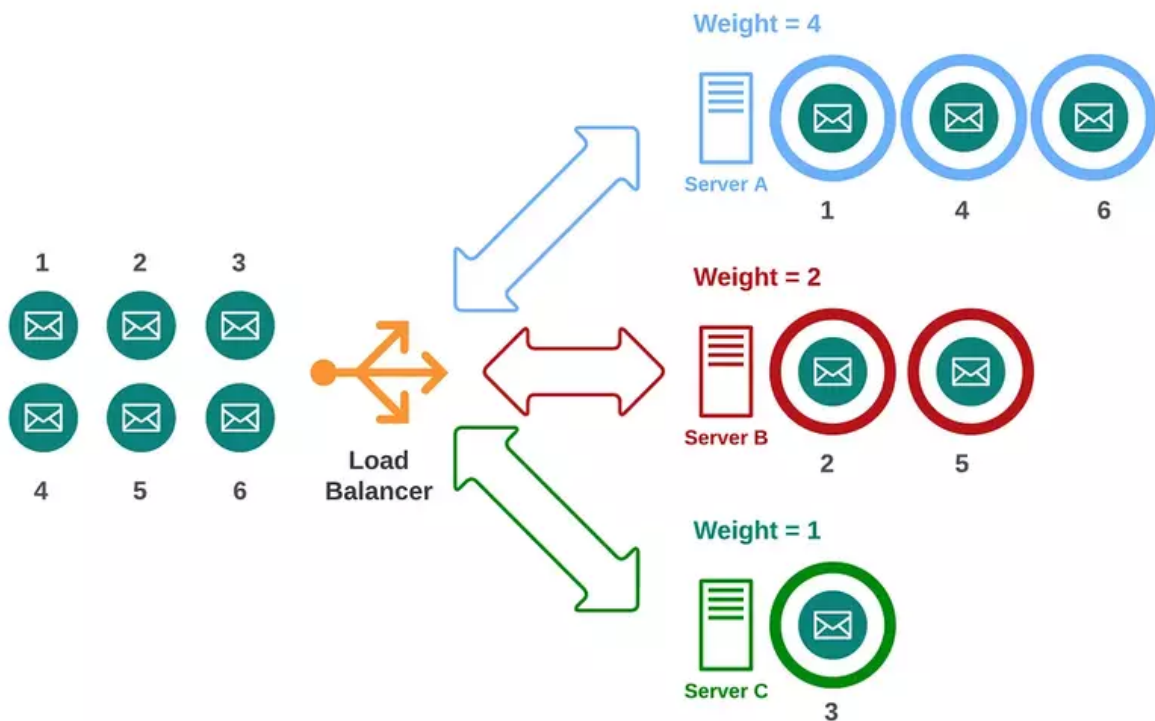 Weight = 4
Server A
1 4 6
1 2 3
Weight = 2
Server B
2 5
Load
Balancer
4 5 6
Weight = 1
Server C
3